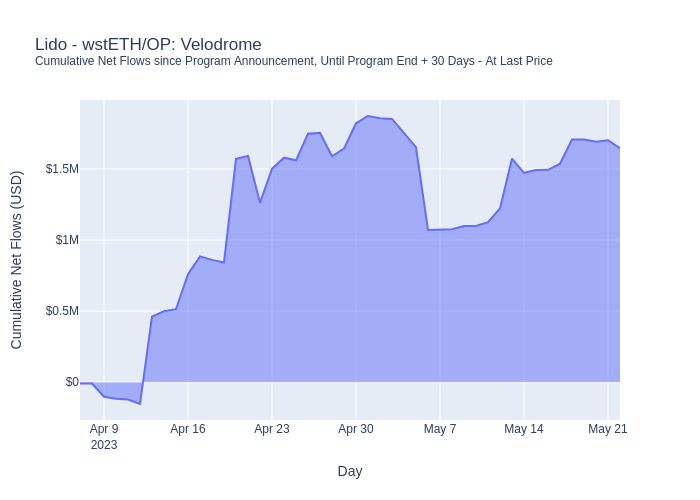 Lido - wstETH/OP: Velodrome
Cumulative Net Flows since Program Announcement, Until Program End + 30 Days - At Last Price
Cumulative Net Flows (USD)
$1.5M
$1M
$0.5M
$0
Apr 9
2023
Apr 16
Apr 23
Apr 30
May 7
May 14
May 21
Day